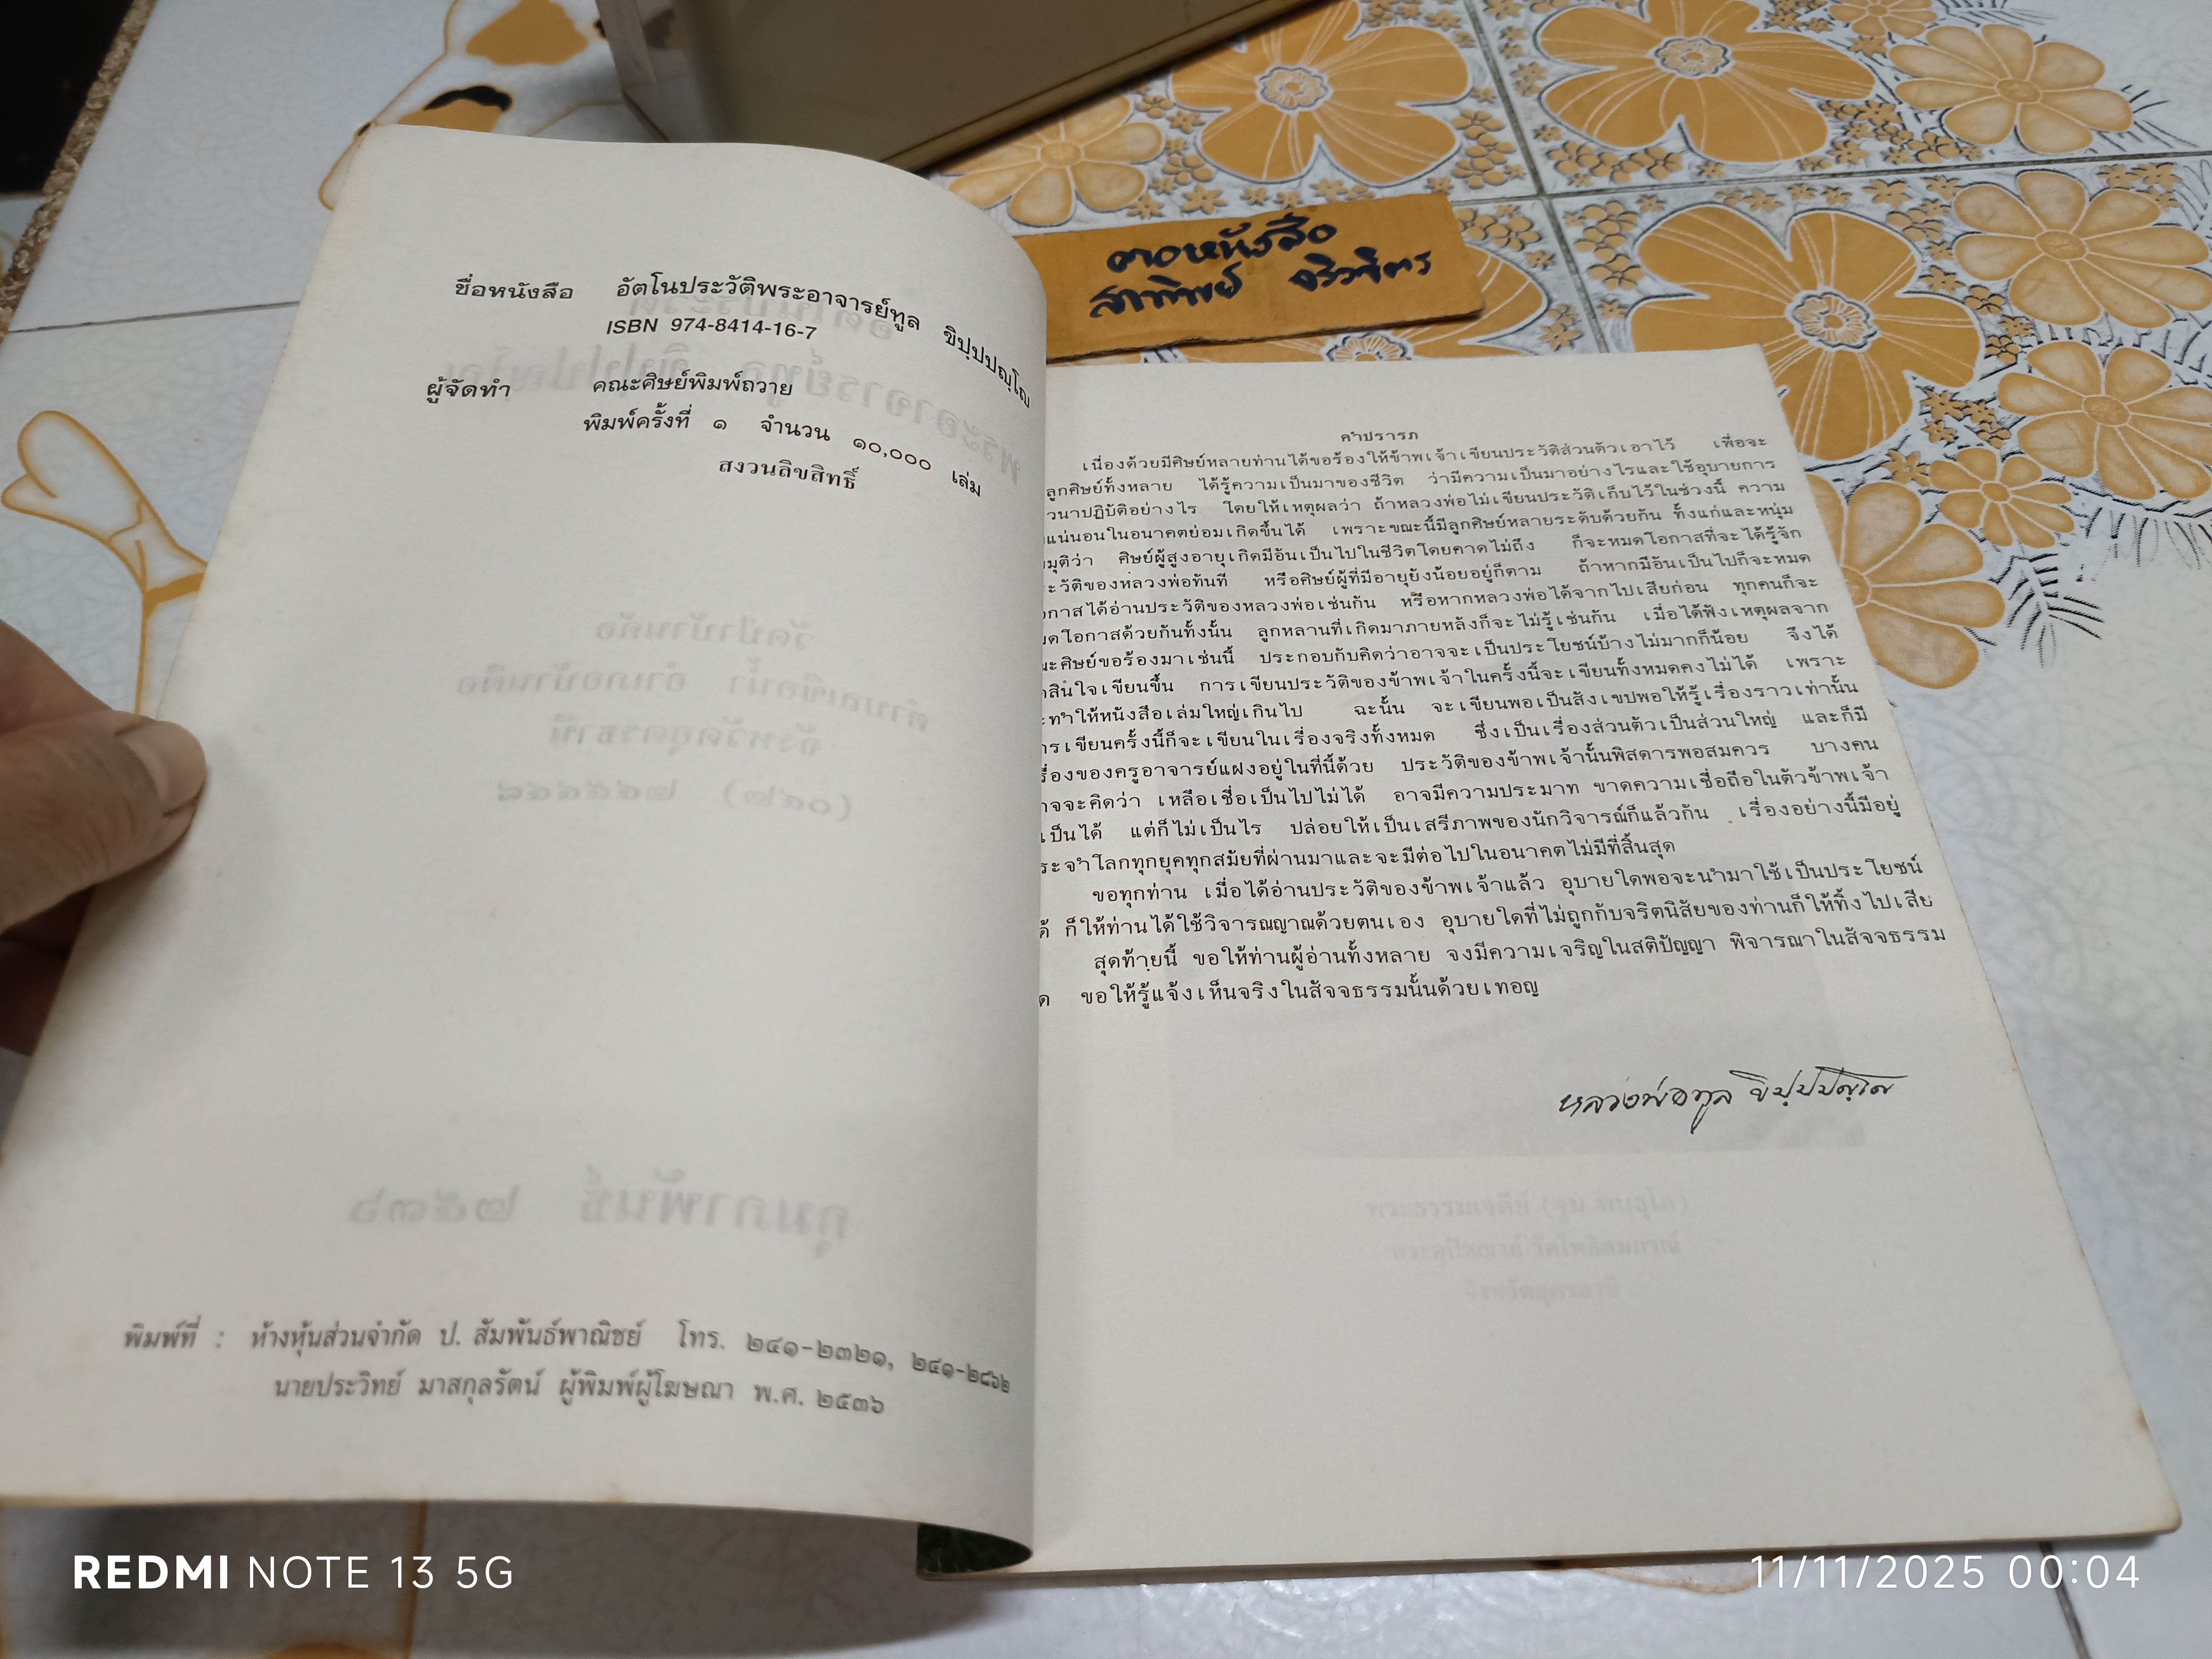 ชื่อหนังสือ อัตโนประวัติพระอาจารย์ทูล ขิปฺปปญฺโญ
ISBN 974-8414-16-7
ผู้จัดทำ คณะศิษย์พิมพ์ถวาย
พิมพ์ครั้งที่ ๑ จำนวน ๑๐,๐๐๐ เล่ม
สงวนลิขสิทธิ์
พิมพ์ที่ : ห้างหุ้นส่วนจำกัด ป. สัมพันธ์พาณิชย์ โทร. ๒๔๑-๒๓๒๑, ๒๔๑-๒๘๖๒
นายประวิทย์ มาสกุลรัตน์ ผู้พิมพ์ผู้โฆษณา พ.ศ. ๒๕๓๖
หนังสือ
คำปรารภ
เนื่องด้วยมีศิษย์หลายท่านได้ขอร้องให้ข้าพเจ้าเขียนประวัติส่วนตัวเอาไว้ เพื่อจะ
ลูกศิษย์ทั้งหลาย ได้รู้ความเป็นมาของชีวิต ว่ามีความเป็นมาอย่างไรและใช้อุบายการ
วนาปฏิบัติอย่างไร โดยให้เหตุผลว่า ถ้าหลวงพ่อไม่เขียนประวัติเก็บไว้ในช่วงนี้ ความ
แน่นอนในอนาคตย่อมเกิดขึ้นได้ เพราะขณะนี้มีลูกศิษย์หลายระดับด้วยกัน ทั้งแก่และหนุ่ม
มุติว่า ศิษย์ผู้สูงอายุเกิดมีอันเป็นไปในชีวิตโดยคาดไม่ถึง ก็จะหมดโอกาสที่จะได้รู้จัก
ระวัติของหลวงพ่อทันที หรือศิษย์ผู้ที่มีอายุยังน้อยอยู่ก็ตาม ถ้าหากมีอันเป็นไปก็จะหมด
อกาสได้อ่านประวัติของหลวงพ่อเช่นกัน หรือหากหลวงพ่อได้จากไปเสียก่อน ทุกคนก็จะ
มดโอกาสด้วยกันทั้งนั้น ลูกหลานที่เกิดมาภายหลังก็จะไม่รู้เช่นกัน เมื่อได้ฟังเหตุผลจาก
ณะศิษย์ขอร้องมาเช่นนี้ ประกอบกับคิดว่าอาจจะเป็นประโยชน์บ้างไม่มากก็น้อย จึงได้
สินใจเขียนขึ้น การเขียนประวัติของข้าพเจ้าในครั้งนี้จะเขียนทั้งหมดคงไม่ได้ เพราะ
ะทำให้หนังสือเล่มใหญ่เกินไป ฉะนั้น จะเขียนพอเป็นสังเขปพอให้รู้เรื่องราวเท่านั้น
ารเขียนครั้งนี้ก็จะเขียนในเรื่องจริงทั้งหมด ซึ่งเป็นเรื่องส่วนตัวเป็นส่วนใหญ่ และก็มี
รื่องของครูอาจารย์แฝงอยู่ในที่นี้ด้วย ประวัติของข้าพเจ้านั้นพิสดารพอสมควร บางคน
าจจะคิดว่า เหลือเชื่อเป็นไปไม่ได้ อาจมีความประมาท ขาดความเชื่อถือในตัวข้าพเจ้า
เป็นได้ แต่ก็ไม่เป็นไร ปล่อยให้เป็นเสรีภาพของนักวิจารณ์ก็แล้วกัน เรื่องอย่างนี้มีอยู่
ระจำโลกทุกยุคทุกสมัยที่ผ่านมาและจะมีต่อไปในอนาคตไม่มีที่สิ้นสุด
ขอทุกท่าน เมื่อได้อ่านประวัติของข้าพเจ้าแล้ว อุบายใดพอจะนำมาใช้เป็นประโยชน์
ด้ ก็ให้ท่านได้ใช้วิจารณญาณด้วยตนเอง อุบายใดที่ไม่ถูกกับจริตนิสัยของท่านก็ให้ทิ้งไปเสีย
สุดท้ายนี้ ขอให้ท่านผู้อ่านทั้งหลาย จงมีความเจริญในสติปัญญา พิจารณาในสัจจธรรม
ด ขอให้รู้แจ้งเห็นจริงในสัจจธรรมนั้นด้วยเทอญ
หลวงพ่อทูล ขิปฺปปญฺโญ
REDMI NOTE 13 5G
11/11/2025 00:04